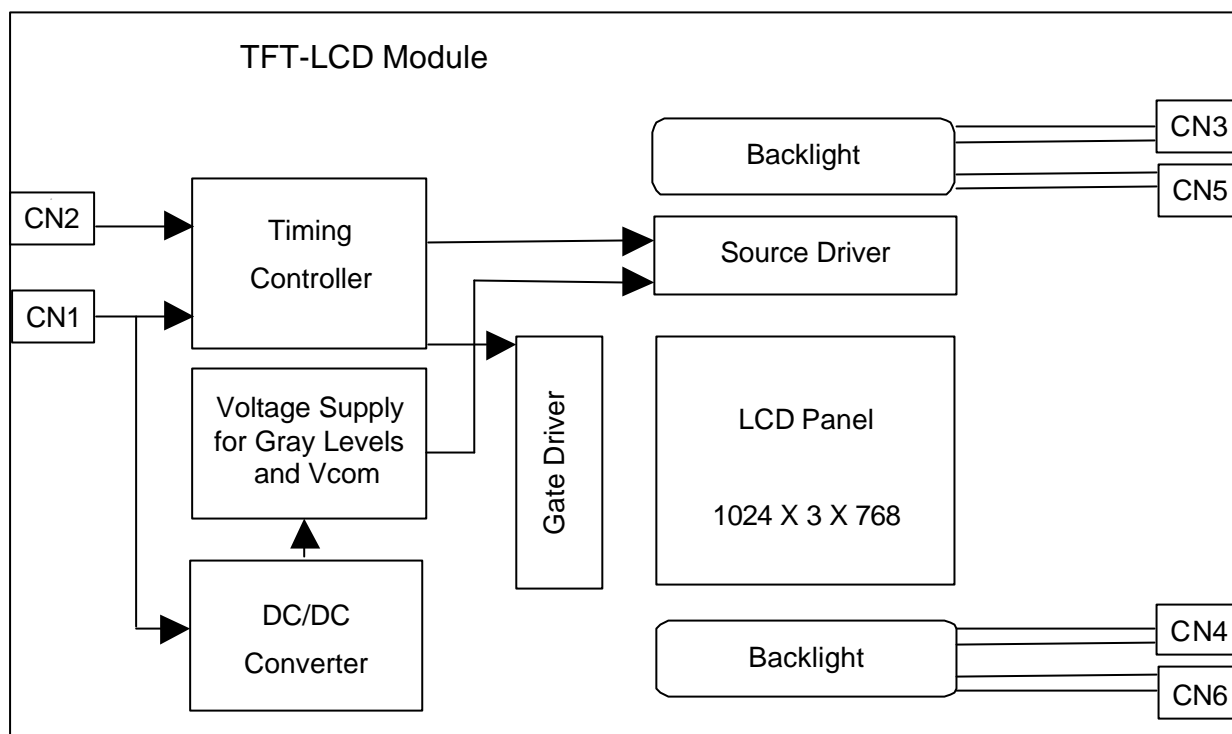 TFT-LCD Module
CN3
Backlight
CN5
CN2
Timing
Controller
Source Driver
CN1
Voltage Supply
for Gray Levels
and Vcom
Gate Driver
LCD Panel
1024 X 3 X 768
DC/DC
Converter
CN4
Backlight
CN6